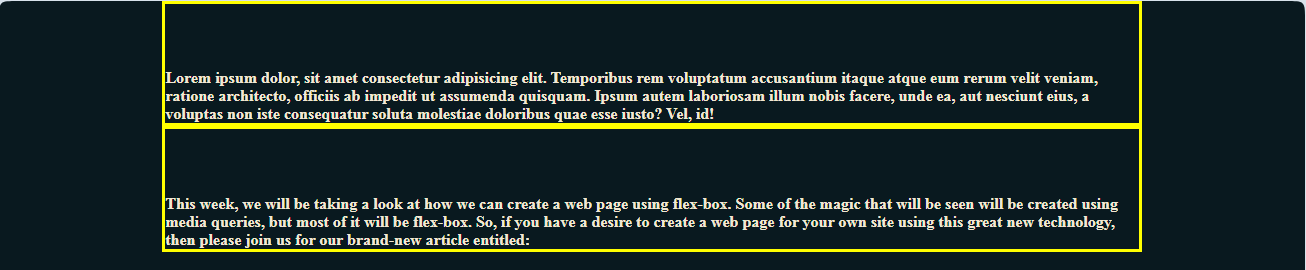 Lorem ipsum dolor, sit amet consectetur adipisicing elit. Temporibus rem voluptatum accusantium itaque atque eum rerum velit veniam,
ratione architecto, officiis ab impedit ut assumenda quisquam. Ipsum autem laboriosam illum nobis facere, unde ea, aut nesciunt eius, a
voluptas non iste consequatur soluta molestiae doloribus quae esse iusto? Vel, id!
This week, we will be taking a look at how we can create a web page using flex-box. Some of the magic that will be seen will be created using
media queries, but most of it will be flex-box. So, if you have a desire to create a web page for your own site using this great new technology,
then please join us for our brand-new article entitled: